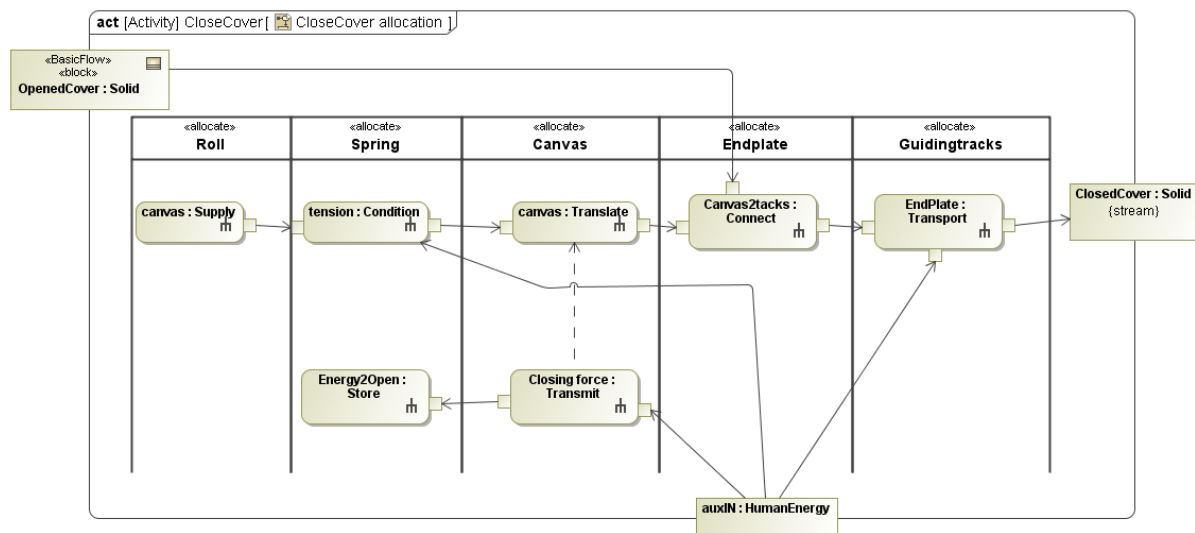 act [Activity] CloseCover[ CloseCover allocation ]
«BasicFlow»
«block»
OpenedCover : Solid
«allocate»
Roll
«allocate»
Spring
«allocate»
Canvas
«allocate»
Endplate
«allocate»
Guidingtracks
canvas : Supply
tension : Condition
canvas : Translate
Canvas2tacks :
Connect
EndPlate :
Transport
ClosedCover : Solid
{stream}
Energy2Open :
Store
Closing force :
Transmit
auxIN : HumanEnergy